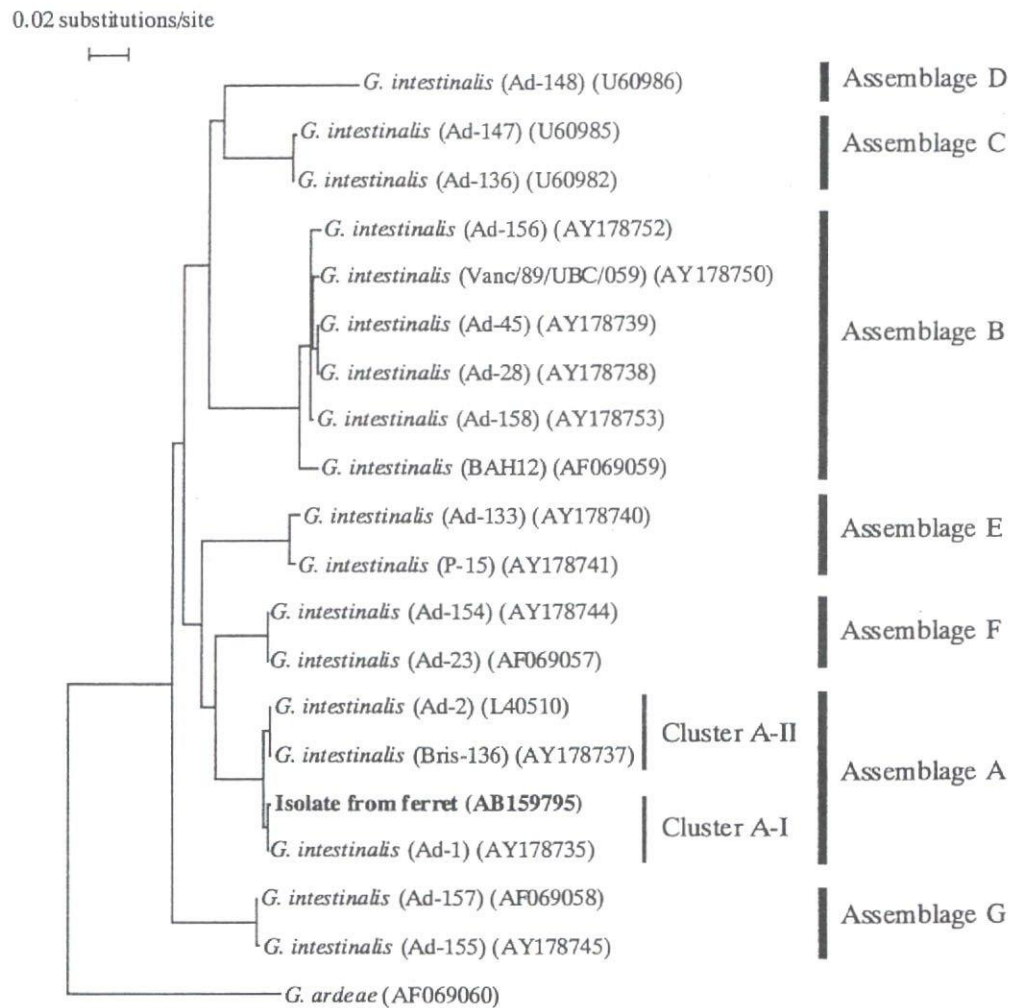 0.02 substitutions/site
G. intestinalis (Ad-148) (U60986)
Assemblage D
G. intestinalis (Ad-147) (U60985)
Assemblage C
G. intestinalis (Ad-136) (U60982)
G. intestinalis (Ad-156) (AY178752)
G. intestinalis (Vanc/89/UBC/059) (AY178750)
G. intestinalis (Ad-45) (AY178739)
Assemblage B
G. intestinalis (Ad-28) (AY178738)
G. intestinalis (Ad-158) (AY178753)
G. intestinalis (BAH12) (AF069059)
G. intestinalis (Ad-133) (AY178740)
Assemblage E
G. intestinalis (P-15) (AY178741)
G. intestinalis (Ad-154) (AY178744)
Assemblage F
G. intestinalis (Ad-23) (AF069057)
G. intestinalis (Ad-2) (L40510)
Cluster A-II
G. intestinalis (Bris-136) (AY178737)
Assemblage A
Isolate from ferret (AB159795)
Cluster A-I
G. intestinalis (Ad-1) (AY178735)
G. intestinalis (Ad-157) (AF069058)
Assemblage G
G. intestinalis (Ad-155) (AY178745)
G. ardeae (AF069060)